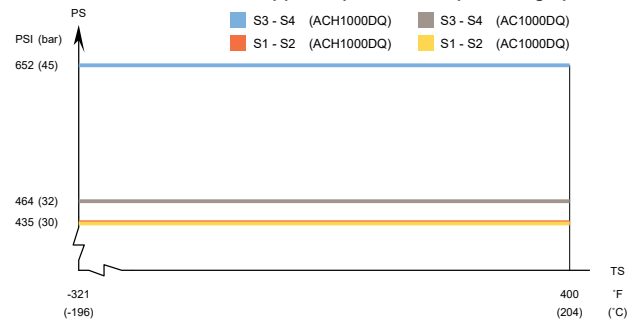 PS
PSI (bar)
S3 - S4 (ACH1000DQ)
S3 - S4 (AC1000DQ)
S1 - S2 (ACH1000DQ)
S1 - S2 (AC1000DQ)
652 (45)
464 (32)
435 (30)
TS
-321
400
˚F
(-196)
(204)
(˚C)